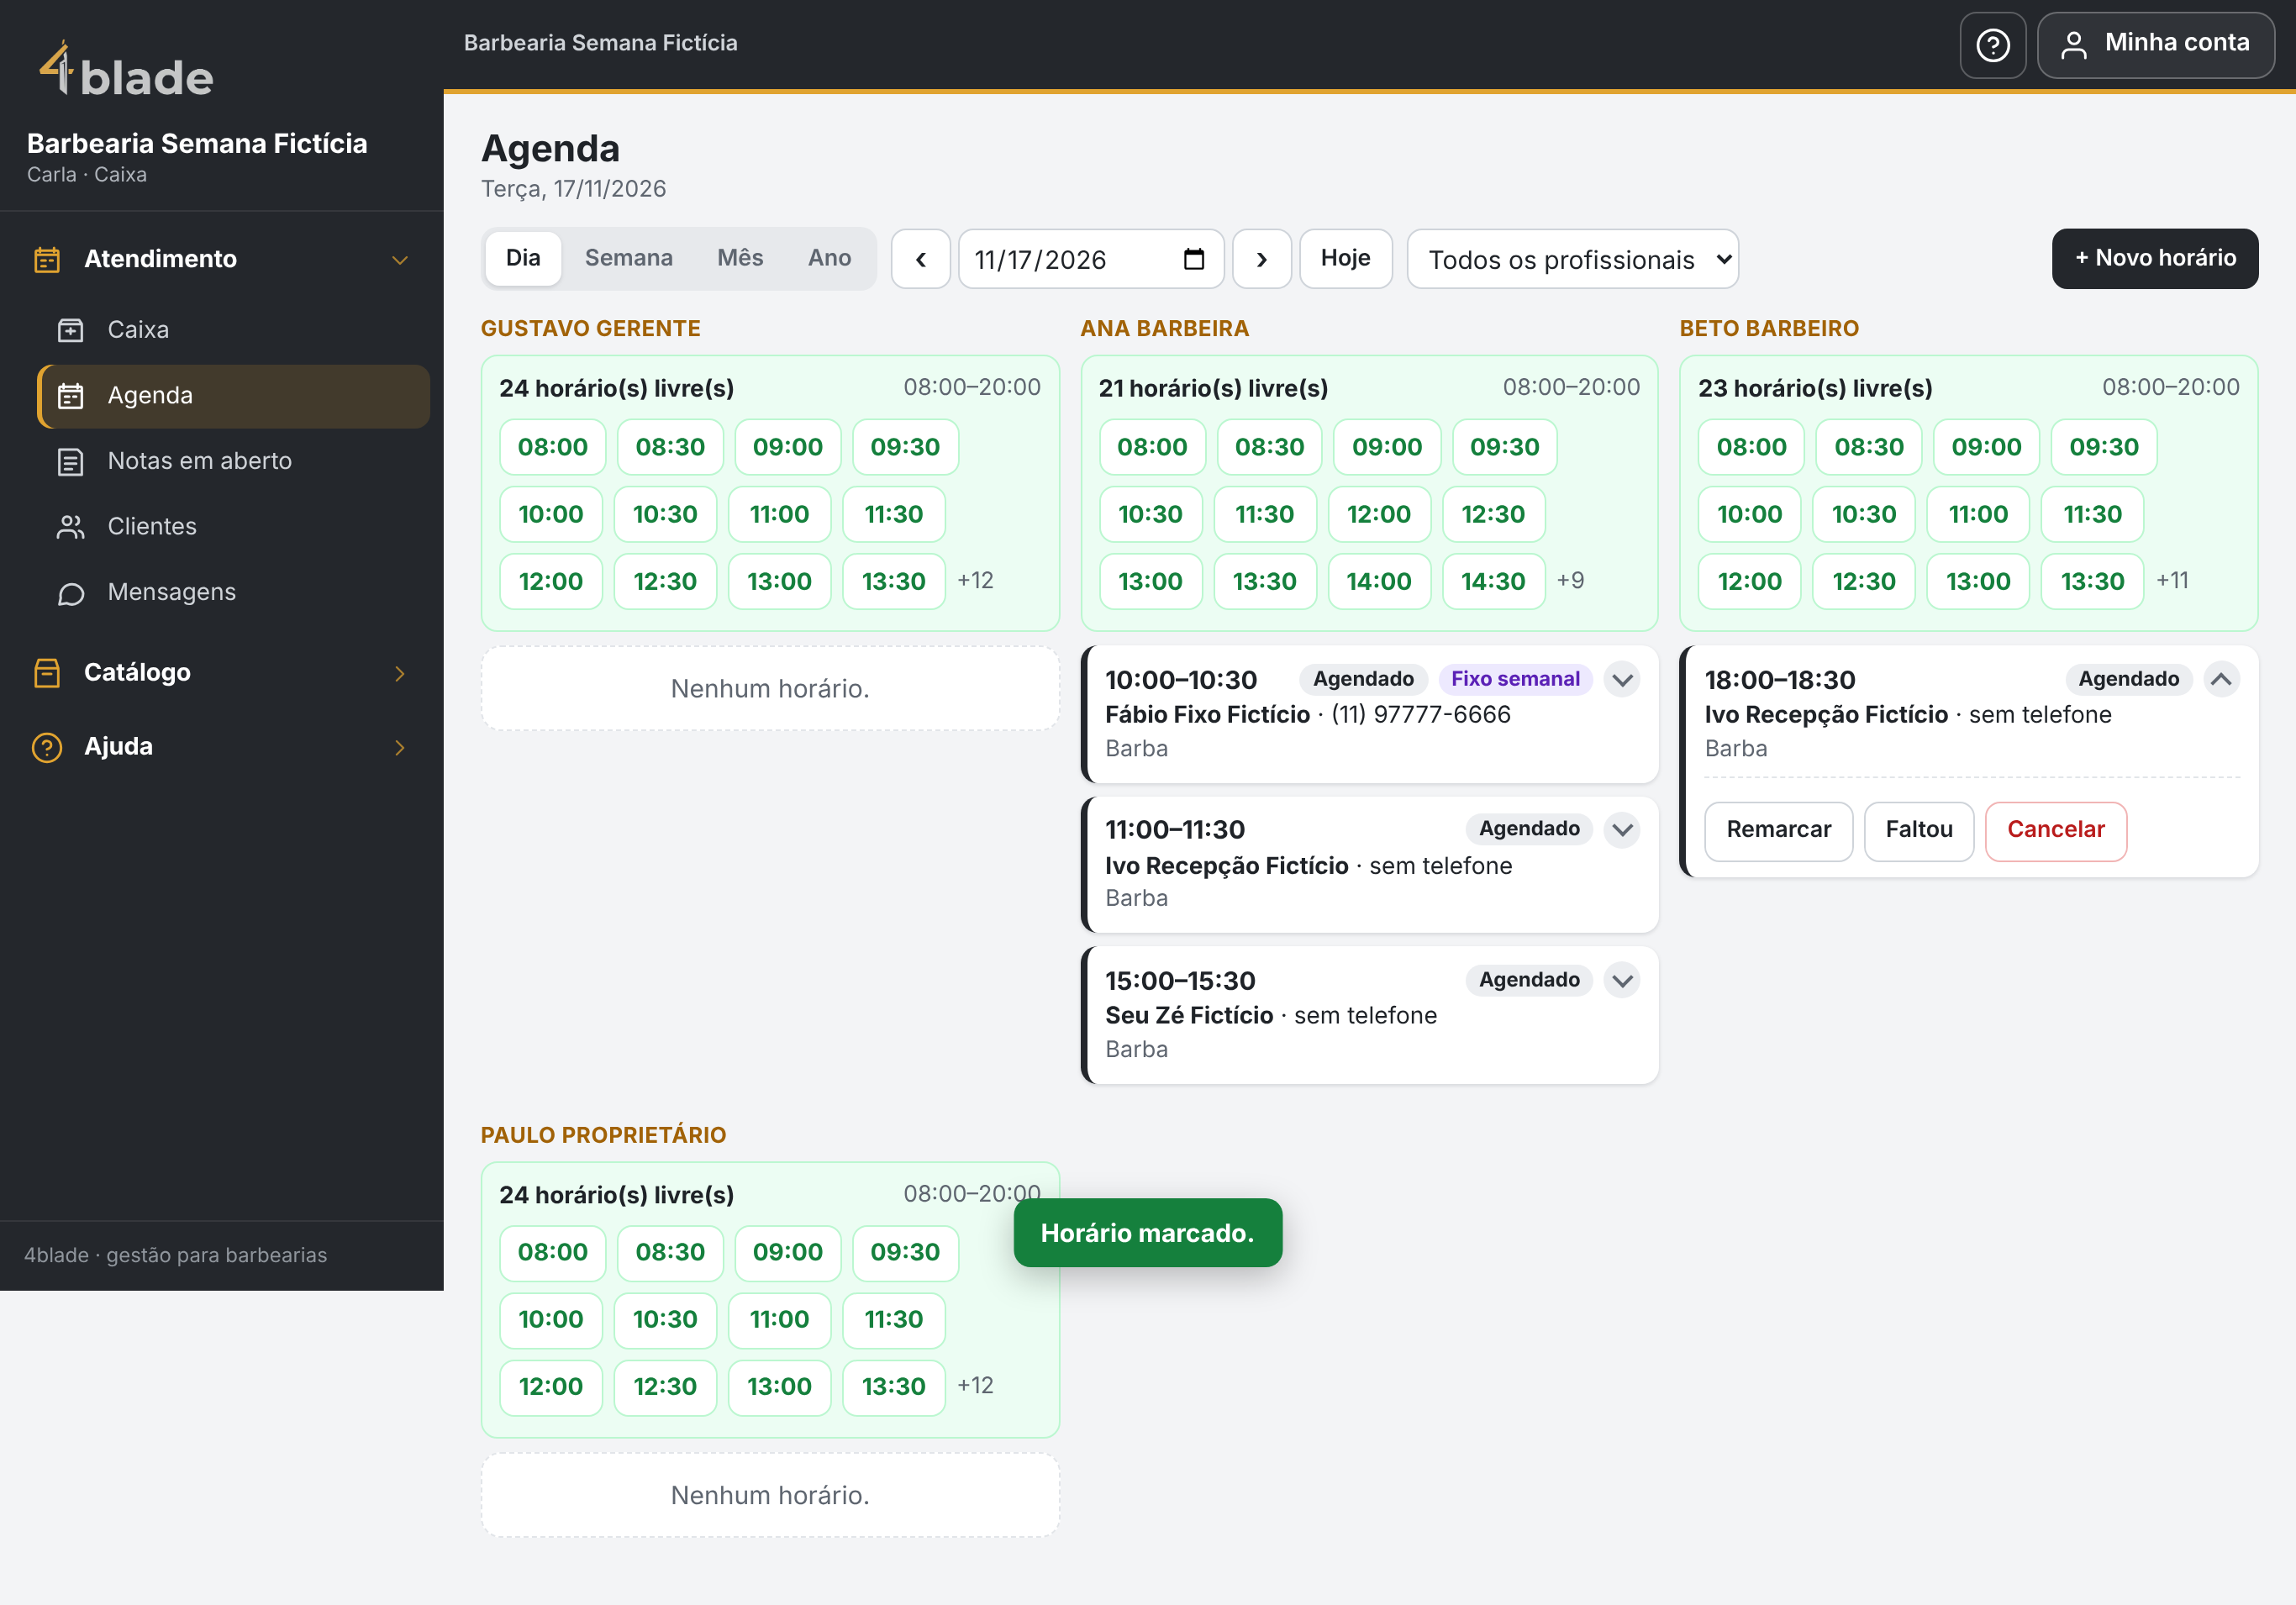 4blade
Barbearia Semana Fictícia
Carla · Caixa
Atendimento
Caixa
Agenda
Notas em aberto
Clientes
Mensagens
Catálogo
Ajuda
4blade · gestão para barbearias
Barbearia Semana Fictícia
Minha conta
Agenda
Terça, 17/11/2026
Dia Semana Mês Ano ‹ 11/17/2026 › Hoje Todos os profissionais + Novo horário
GUSTAVO GERENTE
24 horário(s) livre(s) 08:00–20:00
08:00 08:30 09:00 09:30
10:00 10:30 11:00 11:30
12:00 12:30 13:00 13:30 +12
Nenhum horário.
ANA BARBEIRA
21 horário(s) livre(s) 08:00–20:00
08:00 08:30 09:00 09:30
10:30 11:30 12:00 12:30
13:00 13:30 14:00 14:30 +9
10:00–10:30 Agendado Fixo semanal
Fábio Fixo Fictício · (11) 97777-6666
Barba
11:00–11:30 Agendado
Ivo Recepção Fictício · sem telefone
Barba
15:00–15:30 Agendado
Seu Zé Fictício · sem telefone
Barba
BETO BARBEIRO
23 horário(s) livre(s) 08:00–20:00
08:00 08:30 09:00 09:30
10:00 10:30 11:00 11:30
12:00 12:30 13:00 13:30 +11
18:00–18:30 Agendado
Ivo Recepção Fictício · sem telefone
Barba
Remarcar Faltou Cancelar
PAULO PROPRIETÁRIO
24 horário(s) livre(s) 08:00–20:00
08:00 08:30 09:00 09:30
10:00 10:30 11:00 11:30
12:00 12:30 13:00 13:30 +12
Nenhum horário.
Horário marcado.